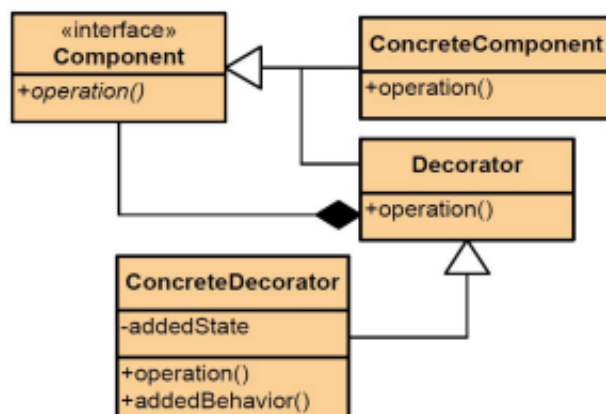 «interface»
Component
+operation()
ConcreteComponent
+operation()
Decorator
+operation()
ConcreteDecorator
-addedState
+operation()
+addedBehavior()